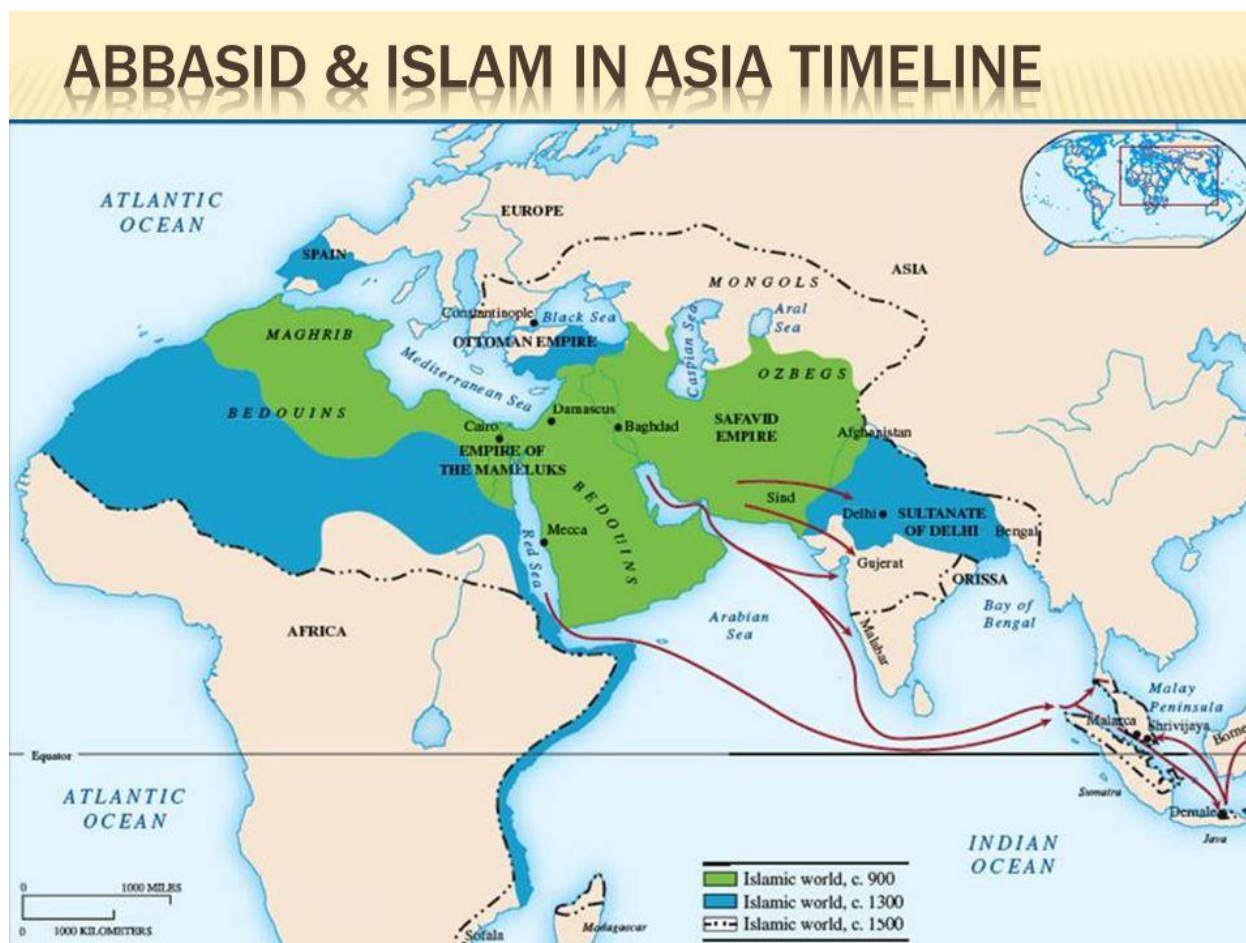 ABBASID & ISLAM IN ASIA TIMELINE
ATLANTIC
OCEAN
EUROPE
SPAIN
ASIA
MONGOLS
Aral
Sea
Caspian Sea
Constantinople
Black Sea
OTTOMAN EMPIRE
MAGHRIB
Mediterranean Sea
OZBEGS
BEDOUINS
Damascus
Baghdad
SAFAVID
EMPIRE
Afghanistan
Cairo
EMPIRE OF
THE MAMELUKS
BEDOUINS
Sind
Delhi
SULTANATE
OF DELHI
Bengal
Mecca
Red Sea
Gujerat
ORISSA
Bay of
Bengal
AFRICA
Arabian
Sea
Malabar
Malay
Peninsula
Malacca
Shrivijaya
Equator
Sumatra
ATLANTIC
OCEAN
Java
INDIAN
OCEAN
0 1000 MILES
0 1000 KILOMETERS
Islamic world, c. 900
Islamic world, c. 1300
Islamic world, c. 1500
Sofala
Madagascar